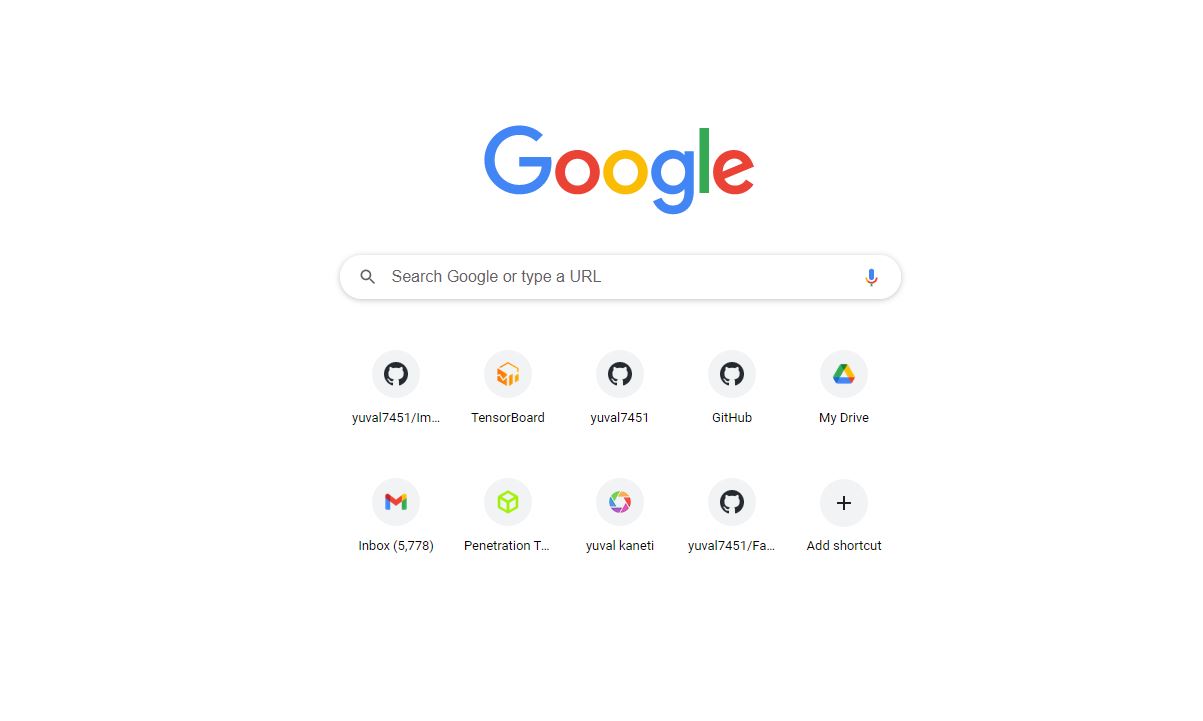 Google
Search Google or type a URL
yuval7451/Im...
TensorBoard
yuval7451
GitHub
My Drive
Inbox (5,778)
Penetration T...
yuval kaneti
yuval7451/Fa...
Add shortcut